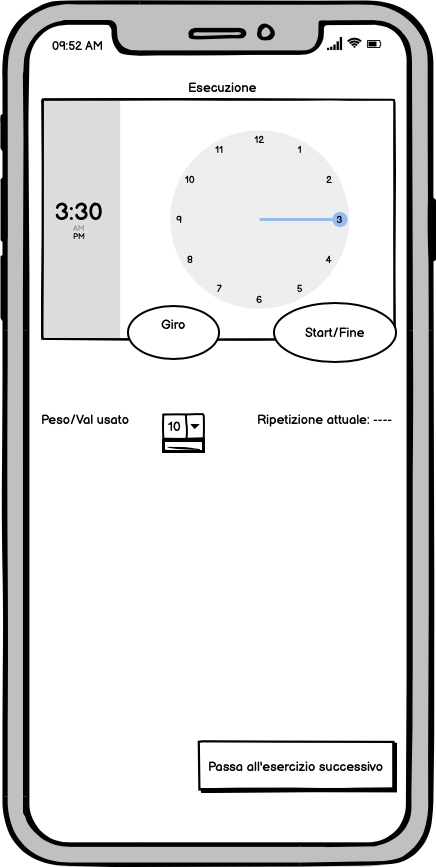 09:52 AM
Esecuzione
3:30
AM
PM
12
1
2
3
4
5
6
7
8
9
10
11
Giro
Start/Fine
Peso/Val usato
10
Ripetizione attuale: ----
Passa all'esercizio successivo